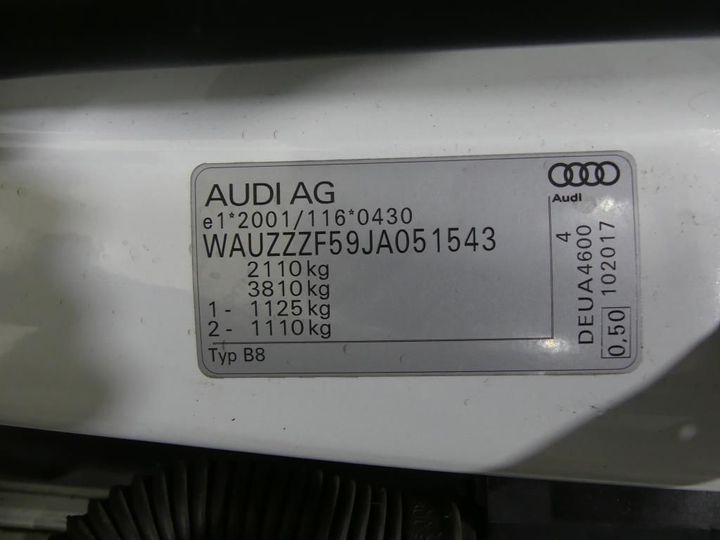 AUDI AG
e1*2001/116*0430
WAUZZZF59JA051543
2110 kg
3810 kg
1 - 1125 kg
2 - 1110 kg
Typ B8
Audi
4
DEUA4600
102017
0,50